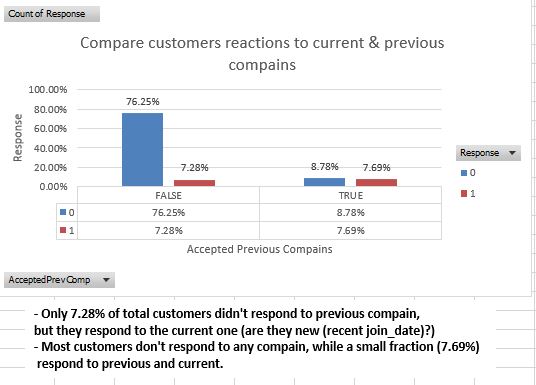 Count of Response
Compare customers reactions to current & previous
compains
100.00%
80.00%
60.00%
40.00%
20.00%
0.00%
Response
76.25%
7.28%
8.78%
7.69%
FALSE
TRUE
0 76.25% 8.78%
1 7.28% 7.69%
Accepted Previous Compains
Response
0
1
AcceptedPrevComp
- Only 7.28% of total customers didn't respond to previous compain,
but they respond to the current one (are they new (recent join_date)?)
- Most customers don't respond to any compain, while a small fraction (7.69%)
respond to previous and current.